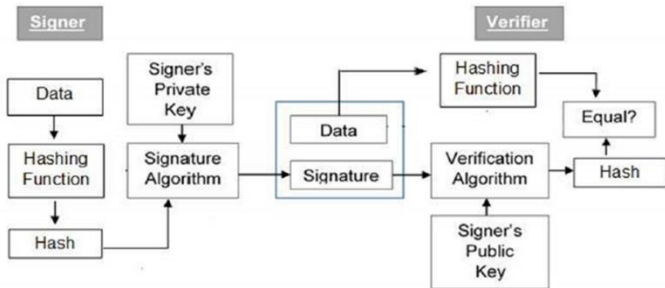 Signer
Verifier
Signer's
Private
Key
Hashing
Function
Data
Equal?
Data
Hashing
Function
Signature
Algorithm
Signature
Verification
Algorithm
Hash
Hash
Signer's
Public
Key